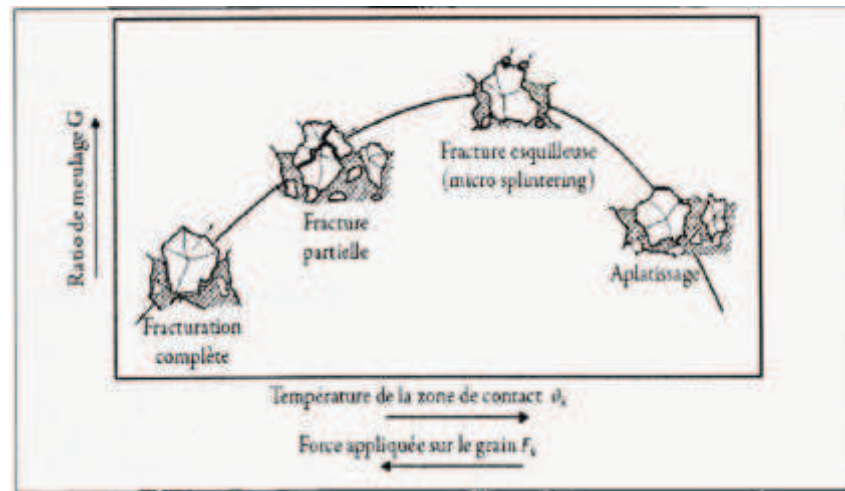 Ratio de meulage G
Fracture esquilleuse
(micro splintering)
Fracture
partielle
Aplatissage
Fracturation
complète
Température de la zone de contact
Force appliquée sur le grain